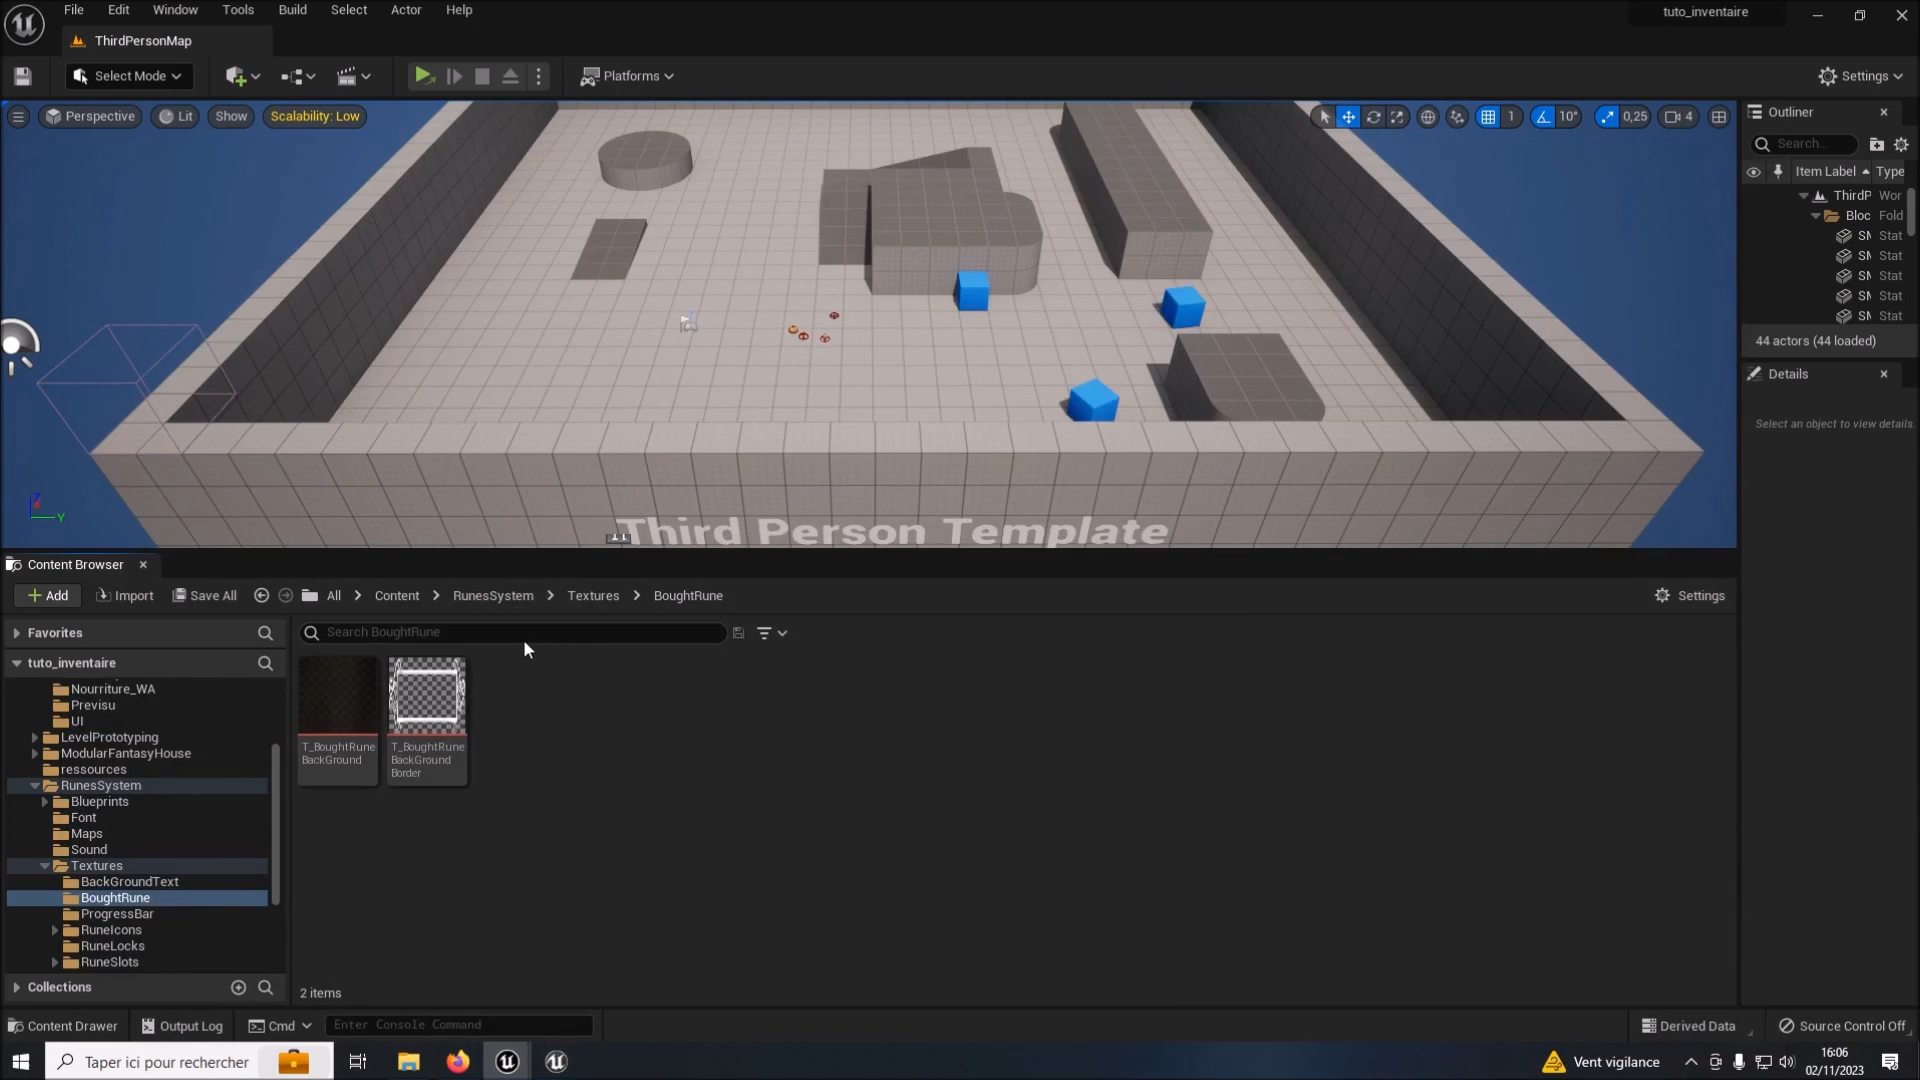 File Edit View Window Tools Build Select Actor Help
tuto_inventaire
ThirdPersonMap
Select Mode
Platforms
Settings
Perspective
Lit
Show
Scalability: Low
1
10°
0,25
4
Outliner
Search...
Item Label
Type
ThirdP Wor
Bloc Fold
SM Stat
SM Stat
SM Stat
SM Stat
SM Stat
44 actors (44 loaded)
Details
Select an object to view details.
Third Person Template
Z
Y
Content Browser
Add
Import
Save All
All > Content > RunesSystem > Textures > BoughtRune
Settings
Favorites
Search BoughtRune
tuto_inventaire
Nourriture_WA
Previsu
UI
LevelPrototyping
ModularFantasyHouse
ressources
RunesSystem
Blueprints
Font
Maps
Sound
Textures
BackGroundText
BoughtRune
ProgressBar
RuneIcons
RuneLocks
RuneSlots
Collections
T_BoughtRune
BackGround
T_BoughtRune
BackGround
Border
2 items
Content Drawer
Output Log
Cmd
Enter Console Command
Derived Data
Source Control Off
Taper ici pour rechercher
Vent vigilance
16:06
02/11/2023